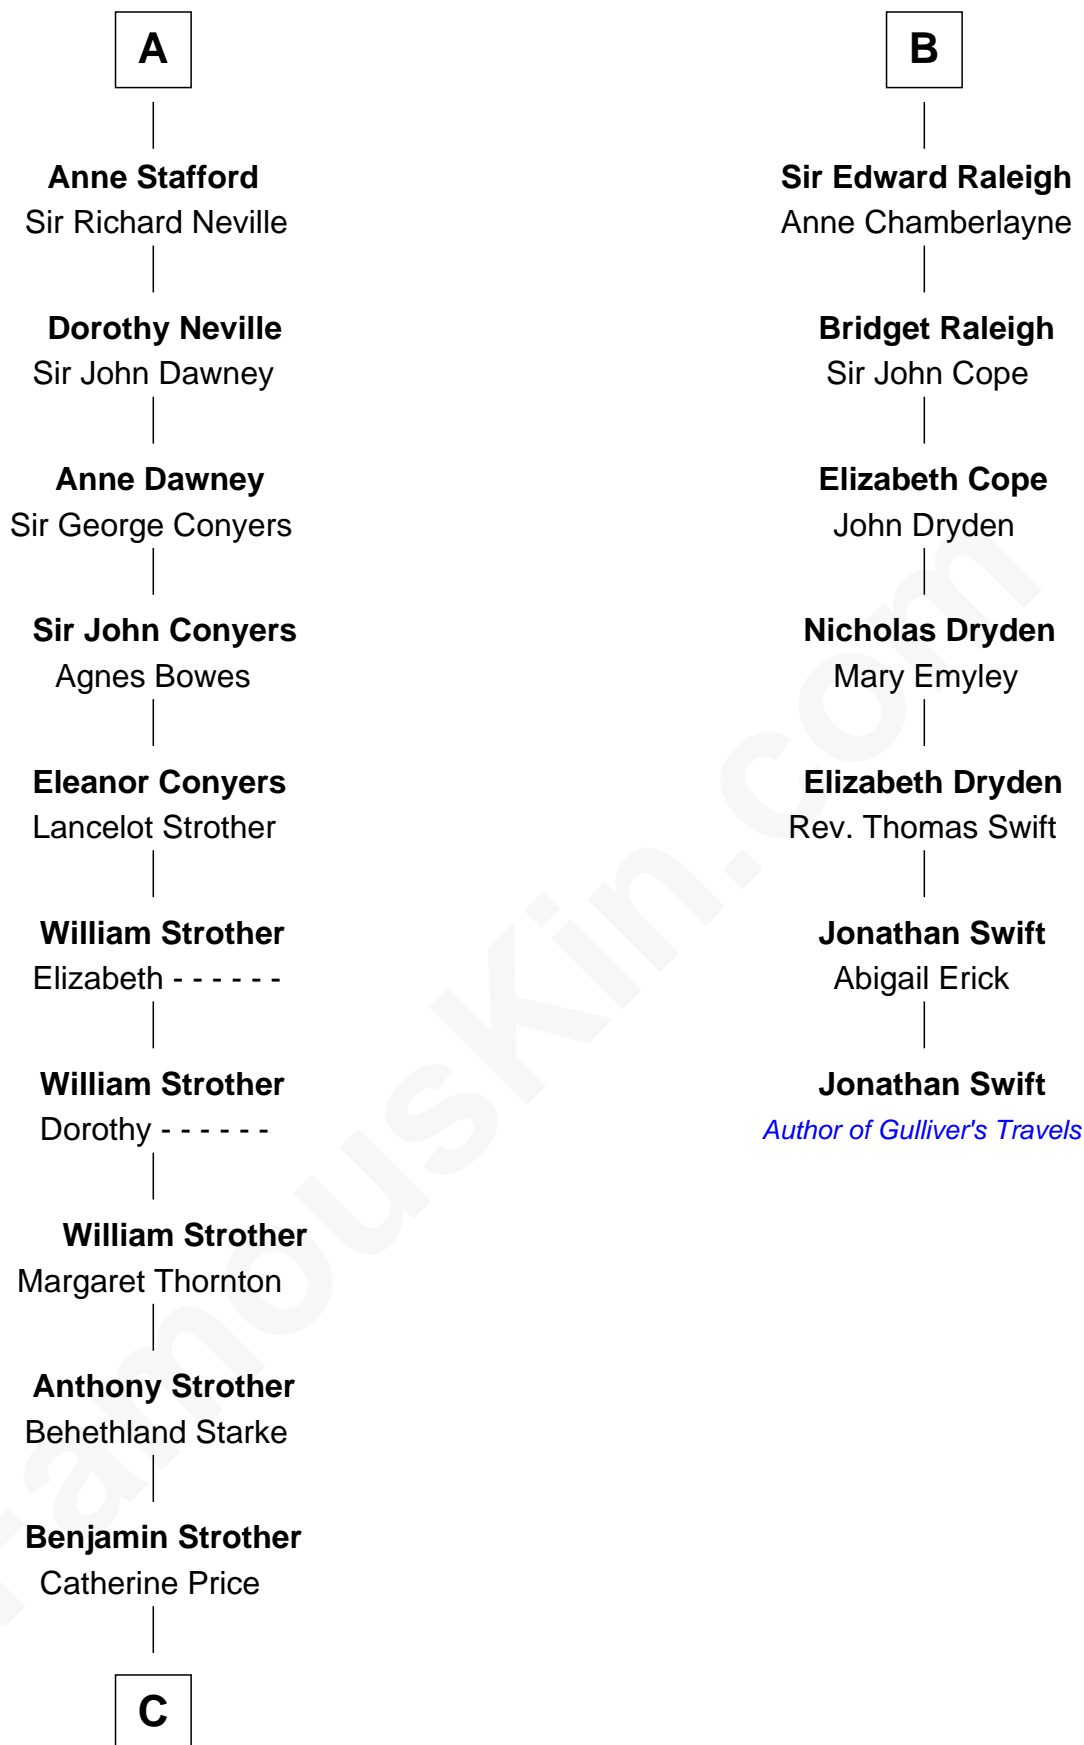 A
Anne Stafford
Sir Richard Neville
Dorothy Neville
Sir John Dawney
Anne Dawney
Sir George Conyers
Sir John Conyers
Agnes Bowes
Eleanor Conyers
Lancelot Strother
William Strother
Elizabeth - - - - - -
William Strother
Dorothy - - - - - -
William Strother
Margaret Thornton
Anthony Strother
Behethland Starke
Benjamin Strother
Catherine Price
C
B
Sir Edward Raleigh
Anne Chamberlayne
Bridget Raleigh
Sir John Cope
Elizabeth Cope
John Dryden
Nicholas Dryden
Mary Emyley
Elizabeth Dryden
Rev. Thomas Swift
Jonathan Swift
Abigail Erick
Jonathan Swift
Author of Gulliver's Travels
FamousKin.com